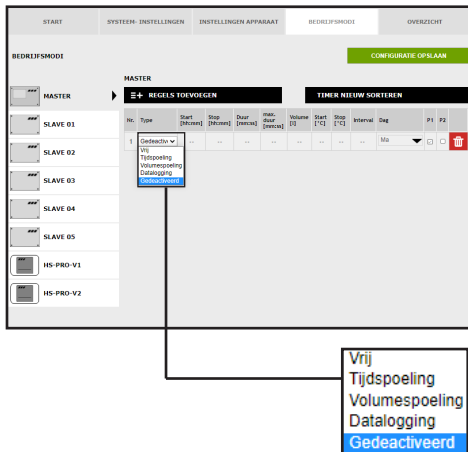 START SYSTEEM- INSTELLINGEN INSTELLINGEN APPARAAT BEDRIJFSMODI OVERZICHT
BEDRIJFSMODI
CONFIGURATIE OPSLAAN
MASTER
REGELS TOEVOEGEN TIMER NIEUW SORTEREN
MASTER
SLAVE 01
SLAVE 02
SLAVE 03
SLAVE 04
SLAVE 05
HS-PRO-V1
HS-PRO-V2
Nr. Type Start [hh:mm] Stop [hh:mm] Duur [mm:ss] max. duur [mm:ss] Volume [l] Start [°C] Stop [°C] Interval Dag P1 P2
1 Gedeactiv -- -- -- -- -- -- -- -- Ma
Vrij
Tijdspoeling
Volumespoeling
Datalogging
Gedeactiveerd
Vrij
Tijdspoeling
Volumespoeling
Datalogging
Gedeactiveerd